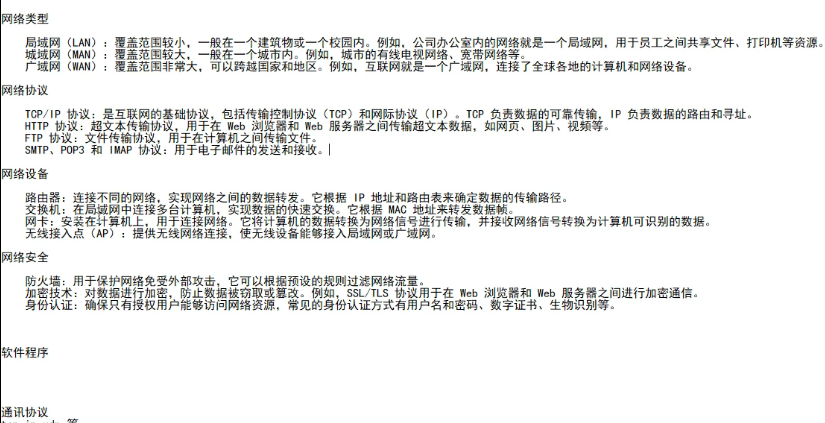 网络类型
局域网（LAN）：覆盖范围较小，一般在一个建筑物或一个校园内。例如，公司办公室内的网络就是一个局域网，用于员工之间共享文件、打印机等资源。
城域网（MAN）：覆盖范围较大，一般在一个城市内。例如，城市的有线电视网络、宽带网络等。
广域网（WAN）：覆盖范围非常大，可以跨越国家和地区。例如，互联网就是一个广域网，连接了全球各地的计算机和网络设备。
网络协议
TCP/IP 协议：是互联网的基础协议，包括传输控制协议（TCP）和网际协议（IP）。TCP 负责数据的可靠传输，IP 负责数据的路由和寻址。
HTTP 协议：超文本传输协议，用于在 Web 浏览器和 Web 服务器之间传输超文本数据，如网页、图片、视频等。
FTP 协议：文件传输协议，用于在计算机之间传输文件。
SMTP、POP3 和 IMAP 协议：用于电子邮件的发送和接收。
网络设备
路由器：连接不同的网络，实现网络之间的数据转发。它根据 IP 地址和路由表来确定数据的传输路径。
交换机：在局域网中连接多台计算机，实现数据的快速交换。它根据 MAC 地址来转发数据帧。
网卡：安装在计算机上，用于连接网络。它将计算机的数据转换为网络信号进行传输，并接收网络信号转换为计算机可识别的数据。
无线接入点（AP）：提供无线网络连接，使无线设备能够接入局域网或广域网。
网络安全
防火墙：用于保护网络免受外部攻击，它可以根据预设的规则过滤网络流量。
加密技术：对数据进行加密，防止数据被窃取或篡改。例如，SSL/TLS 协议用于在 Web 浏览器和 Web 服务器之间进行加密通信。
身份认证：确保只有授权用户能够访问网络资源，常见的身份认证方式有用户名和密码、数字证书、生物识别等。
软件程序
通讯协议